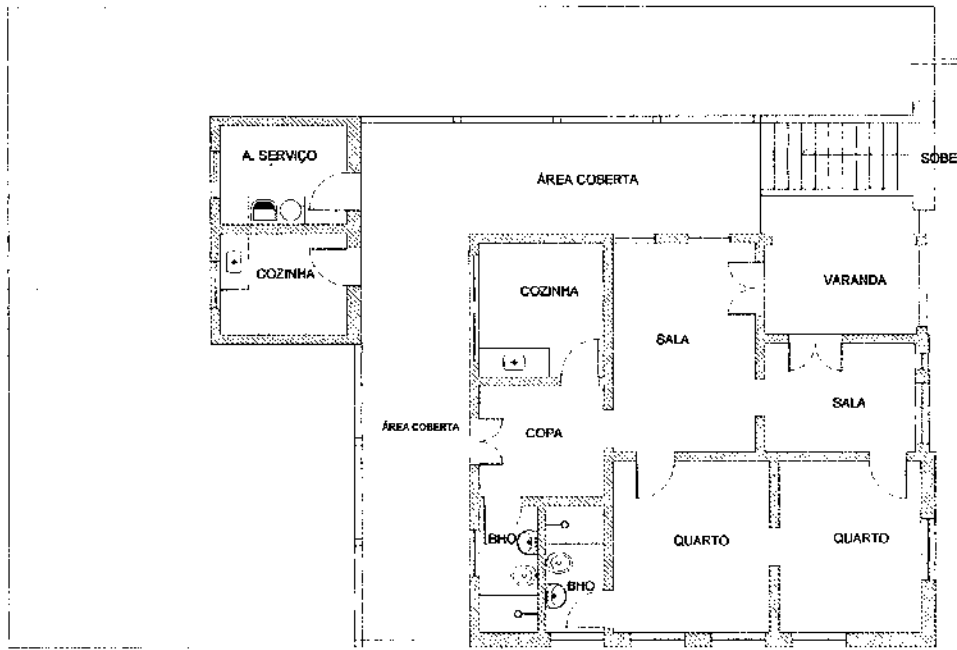 A. SERVIÇO
SOBE
ÁREA COBERTA
COZINHA
VARANDA
COZINHA
SALA
SALA
ÁREA COBERTA
COPA
BHO
QUARTO
QUARTO
BHO